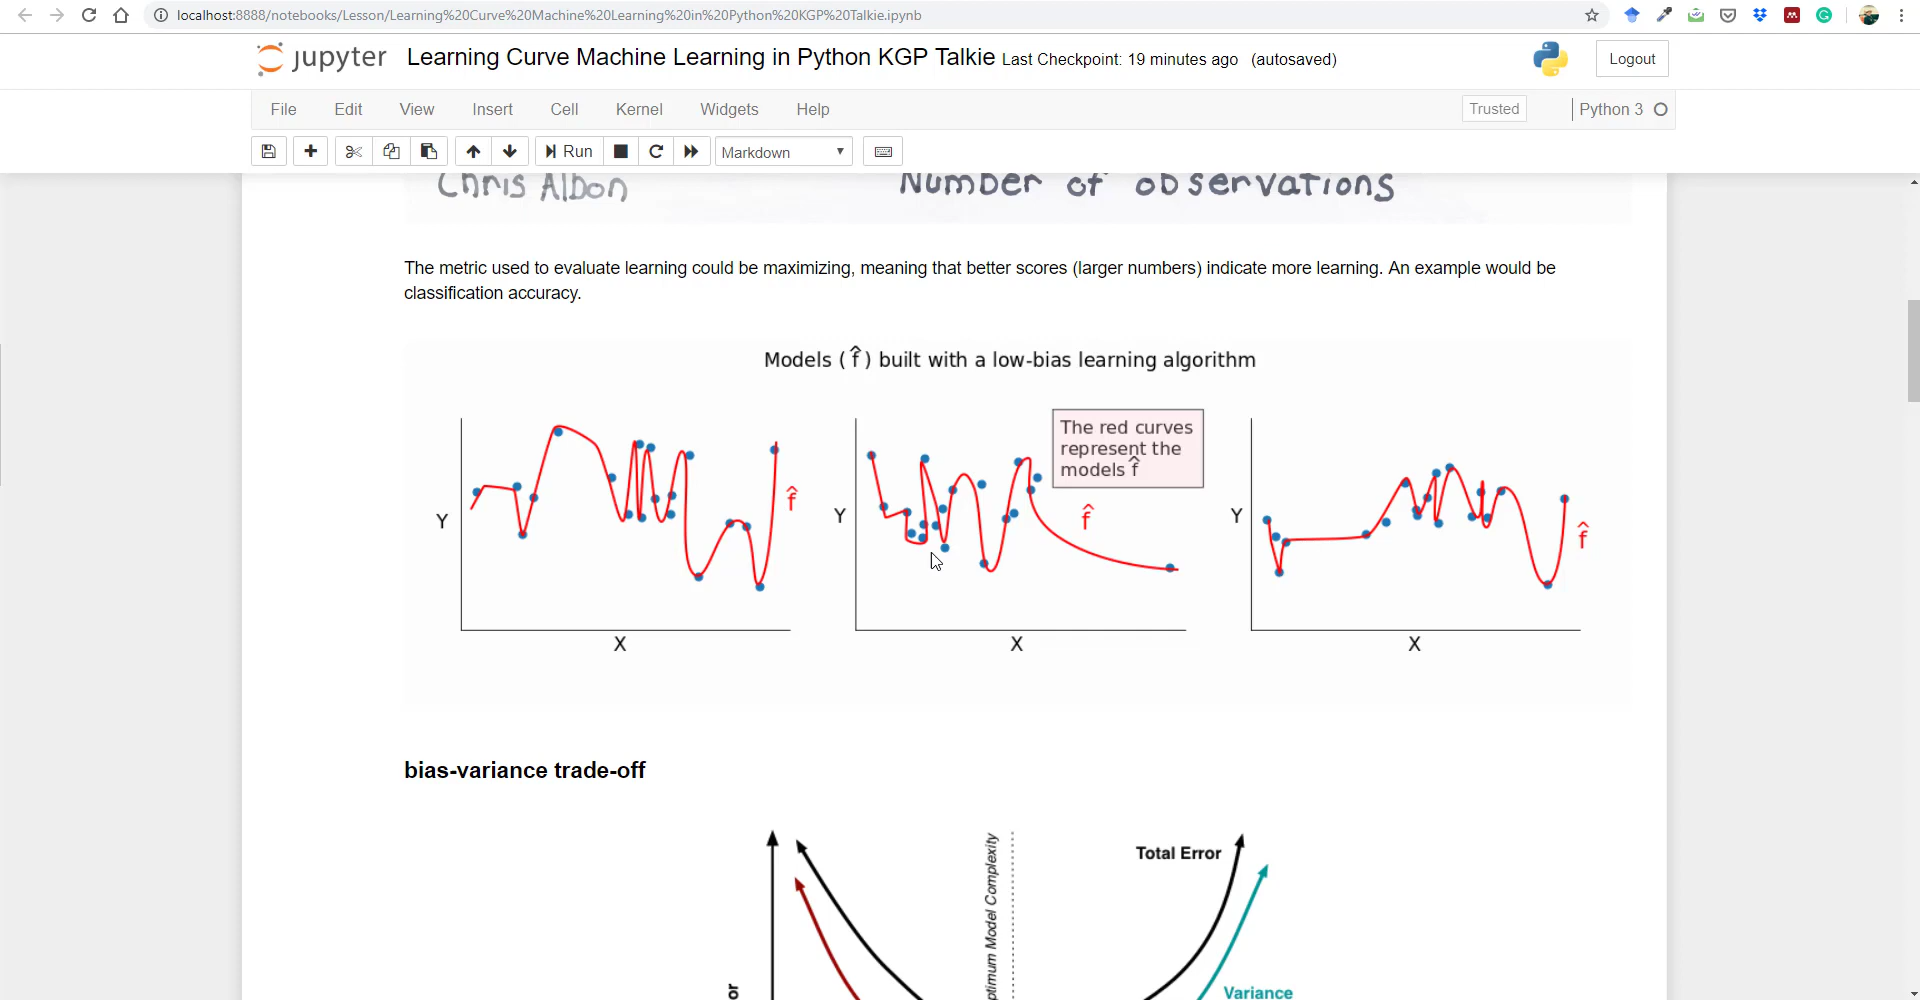 localhost:8888/notebooks/Lesson/Learning%20Curve%20Machine%20Learning%20in%20Python%20KGP%20Talkie.ipynb
jupyter Learning Curve Machine Learning in Python KGP Talkie Last Checkpoint: 19 minutes ago (autosaved)
Logout
File Edit View Insert Cell Kernel Widgets Help
Trusted
Python 3
Run
Markdown
Chris Albon
Number of observations
The metric used to evaluate learning could be maximizing, meaning that better scores (larger numbers) indicate more learning. An example would be
classification accuracy.
Models (f̂) built with a low-bias learning algorithm
The red curves
represent the
models f̂
Y
f̂
X
Y
f̂
X
Y
f̂
X
bias-variance trade-off
Total Error
Model Complexity
Variance